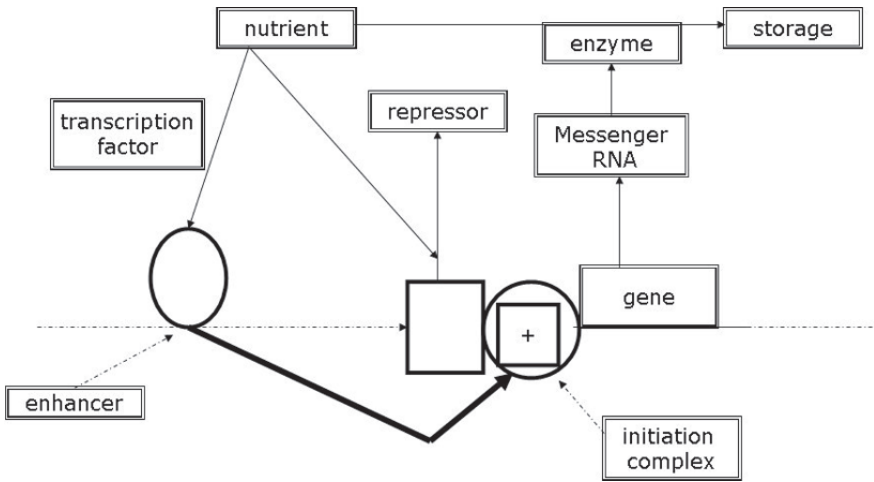 nutrient
storage
enzyme
transcription
factor
repressor
Messenger
RNA
gene
+
enhancer
initiation
complex